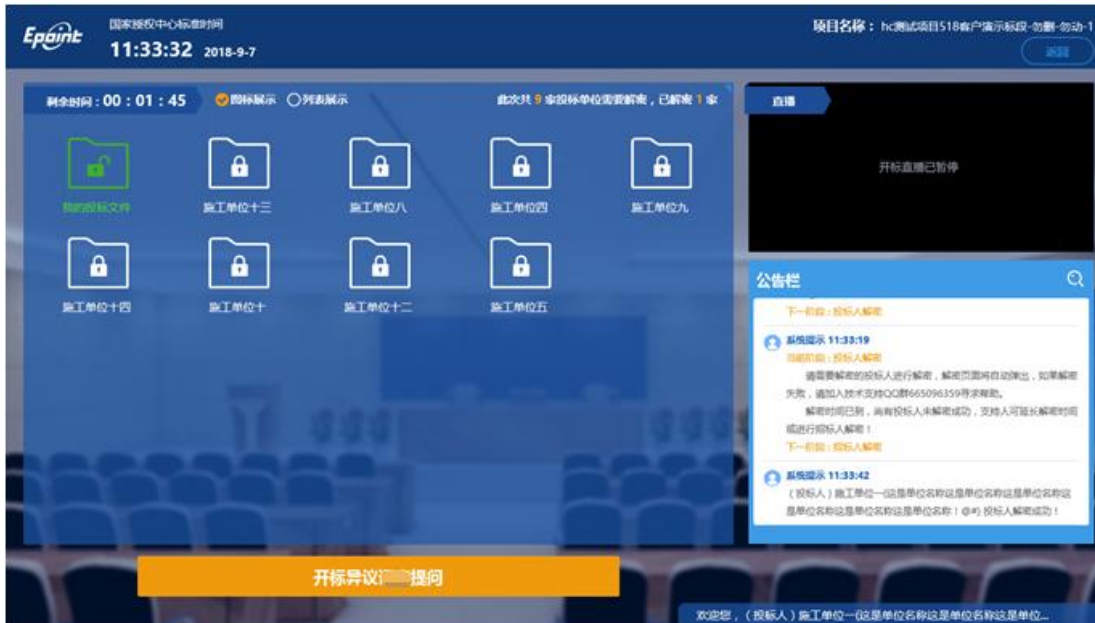 Epoint
国家授权中心标准时间
11:33:32 2018-9-7
项目名称：hc测试项目518客户演示标段-勿删-勿动-1
返回
剩余时间：00：01：45
图标展示
列表展示
此次共 9 家投标单位需要解密，已解密 1 家
直播
开标直播已暂停
我的投标文件
施工单位十三
施工单位八
施工单位四
施工单位九
施工单位十四
施工单位十
施工单位十二
施工单位五
公告栏
下一阶段：投标人解密
系统提示 11:33:19
当前阶段：投标人解密
请需要解密的投标人进行解密，解密页面将自动弹出，如果解密
失败，请加入技术支持QQ群665096359寻求帮助。
解密时间已到，尚有投标人未解密成功，支持人可延长解密时间
或进行招标人解密！
下一阶段：招标人解密
系统提示 11:33:42
（投标人）施工单位一(这是单位名称这是单位名称这是单位名称这
是单位名称这是单位名称这是单位名称！@#) 投标人解密成功！
开标异议 提问
欢迎您，（投标人）施工单位一(这是单位名称这是单位名称这是单位...